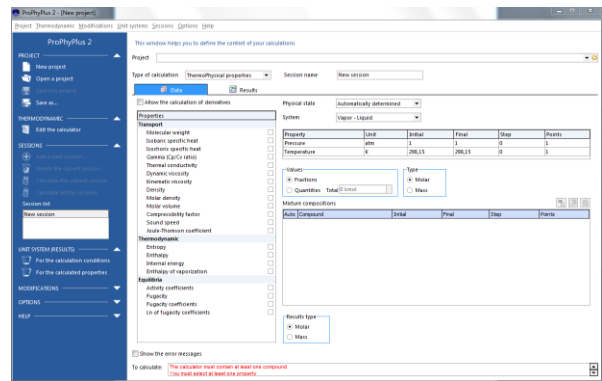 ProPhyPlus 2 - [New project]
Project Thermodynamic Modifications Unit systems Sessions Options Help
ProPhyPlus 2
This window helps you to define the context of your calculations
PROJECT
New project
Open a project
Save this project
Save as...
THERMODYNAMIC
Edit the calculator
SESSIONS
Add a new session
Delete the current session
Calculate the current session
Calculate all the sessions
Session list
New session
UNIT SYSTEM (RESULTS)
For the calculation conditions
For the calculated properties
MODIFICATIONS
OPTIONS
HELP
Project
Type of calculation ThermoPhysical properties Session name New session
Data Results
Allow the calculation of derivatives
Properties
Transport
Molecular weight
Isobaric specific heat
Isochoric specific heat
Gamma (Cp/Cv ratio)
Thermal conductivity
Dynamic viscosity
Kinematic viscosity
Density
Molar density
Molar volume
Compressibility factor
Sound speed
Joule-Thomson coefficient
Thermodynamic
Entropy
Enthalpy
Internal energy
Enthalpy of vaporization
Equilibria
Activity coefficients
Fugacity
Fugacity coefficients
Ln of fugacity coefficients
Show the error messages
Physical state Automatically determined
System Vapor - Liquid
Property Unit Initial Final Step Points
Pressure atm 1 1 0 1
Temperature K 298,15 298,15 0 1
Values
Fractions
Quantities Total 0 kmol
Type
Molar
Mass
Mixture compositions
Auto Compound Initial Final Step Points
Results type
Molar
Mass
To calculate: The calculator must contain at least one compound
You must select at least one property